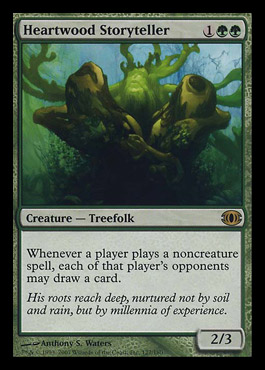 Heartwood Storyteller 1
Creature — Treefolk
Whenever a player plays a noncreature
spell, each of that player's opponents
may draw a card.
His roots reach deep, nurtured not by soil
and rain, but by millennia of experience.
Anthony S. Waters
2/3